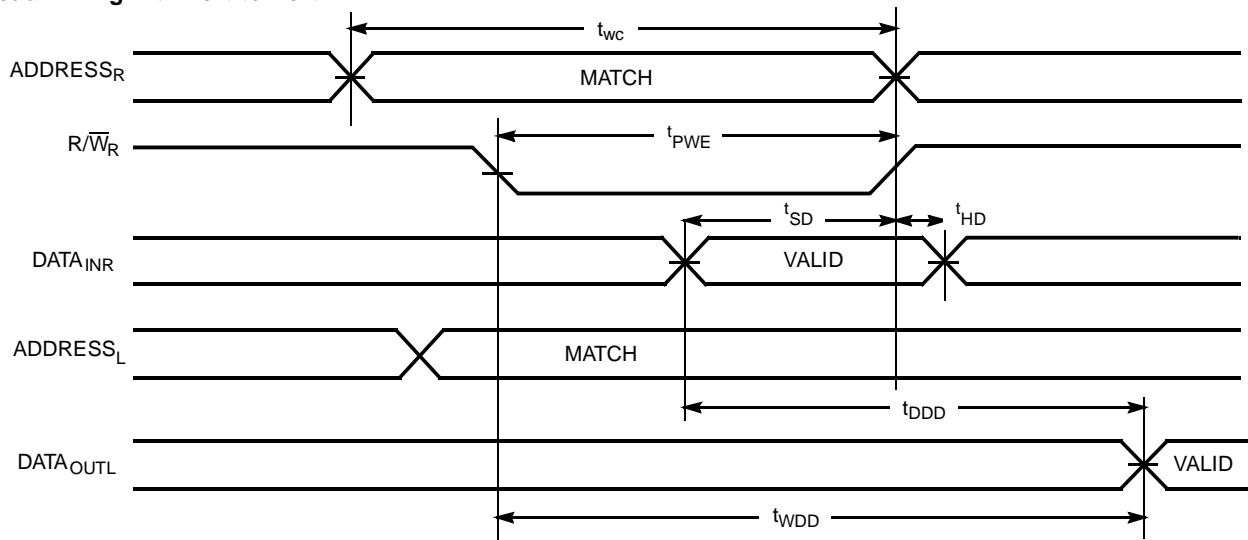 t_wc
ADDRESS_R
MATCH
R/W̅_R
t_PWE
t_SD
t_HD
DATA_INR
VALID
ADDRESS_L
MATCH
t_DDD
DATA_OUTL
VALID
t_WDD